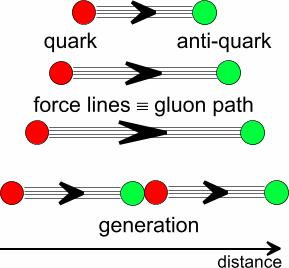 quark anti-quark
force lines ≡ gluon path
generation
distance